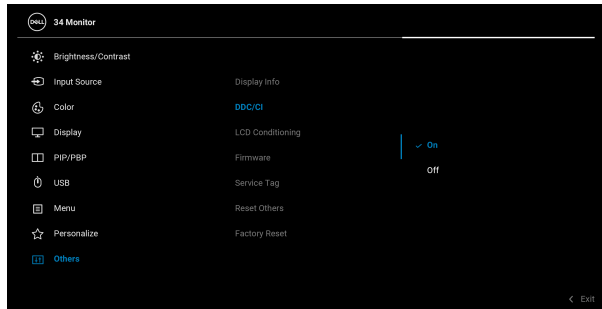 DELL 34 Monitor
Brightness/Contrast
Input Source
Color
Display
PIP/PBP
USB
Menu
Personalize
Others
Display Info
DDC/CI
LCD Conditioning
Firmware
Service Tag
Reset Others
Factory Reset
On
Off
Exit